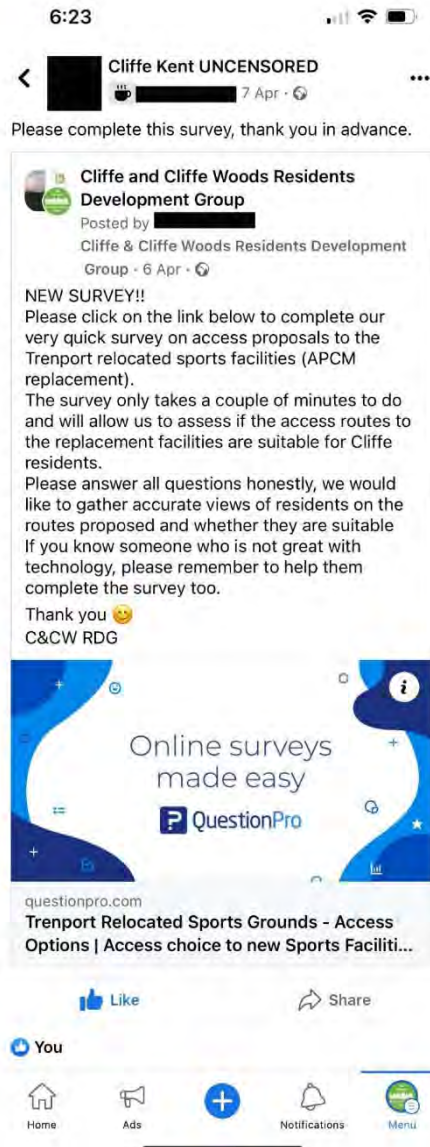 6:23
Cliffe Kent UNCENSORED
7 Apr ·
Please complete this survey, thank you in advance.
Cliffe and Cliffe Woods Residents
Development Group
Posted by
Cliffe & Cliffe Woods Residents Development
Group · 6 Apr ·
NEW SURVEY!!
Please click on the link below to complete our
very quick survey on access proposals to the
Trenport relocated sports facilities (APCM
replacement).
The survey only takes a couple of minutes to do
and will allow us to assess if the access routes to
the replacement facilities are suitable for Cliffe
residents.
Please answer all questions honestly, we would
like to gather accurate views of residents on the
routes proposed and whether they are suitable
If you know someone who is not great with
technology, please remember to help them
complete the survey too.
Thank you 😊
C&CW RDG
Online surveys
made easy
QuestionPro
questionpro.com
Trenport Relocated Sports Grounds - Access
Options | Access choice to new Sports Faciliti...
Like
Share
You
Home
Ads
Notifications
Menu